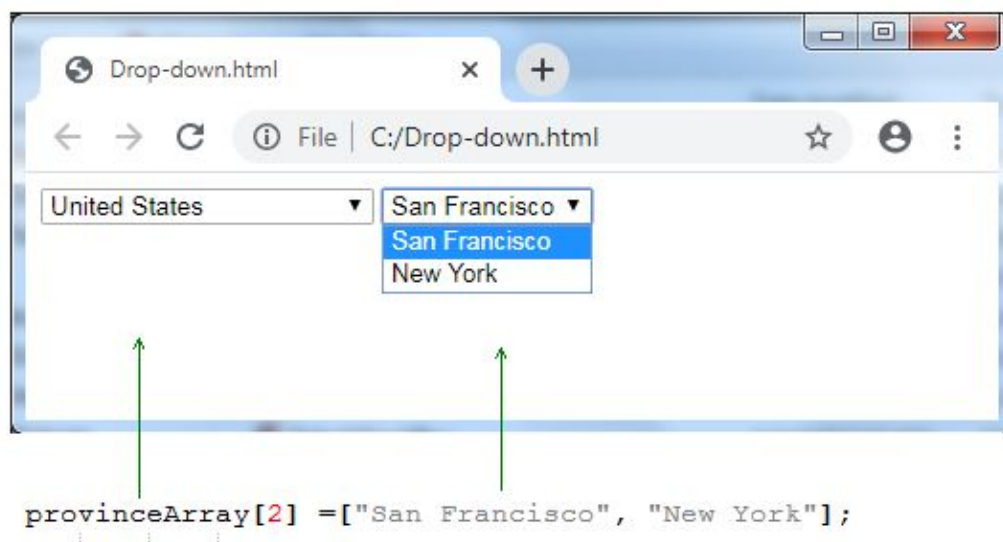 Drop-down.html
File | C:/Drop-down.html
United States San Francisco
San Francisco
New York
provinceArray[2] =["San Francisco", "New York"];